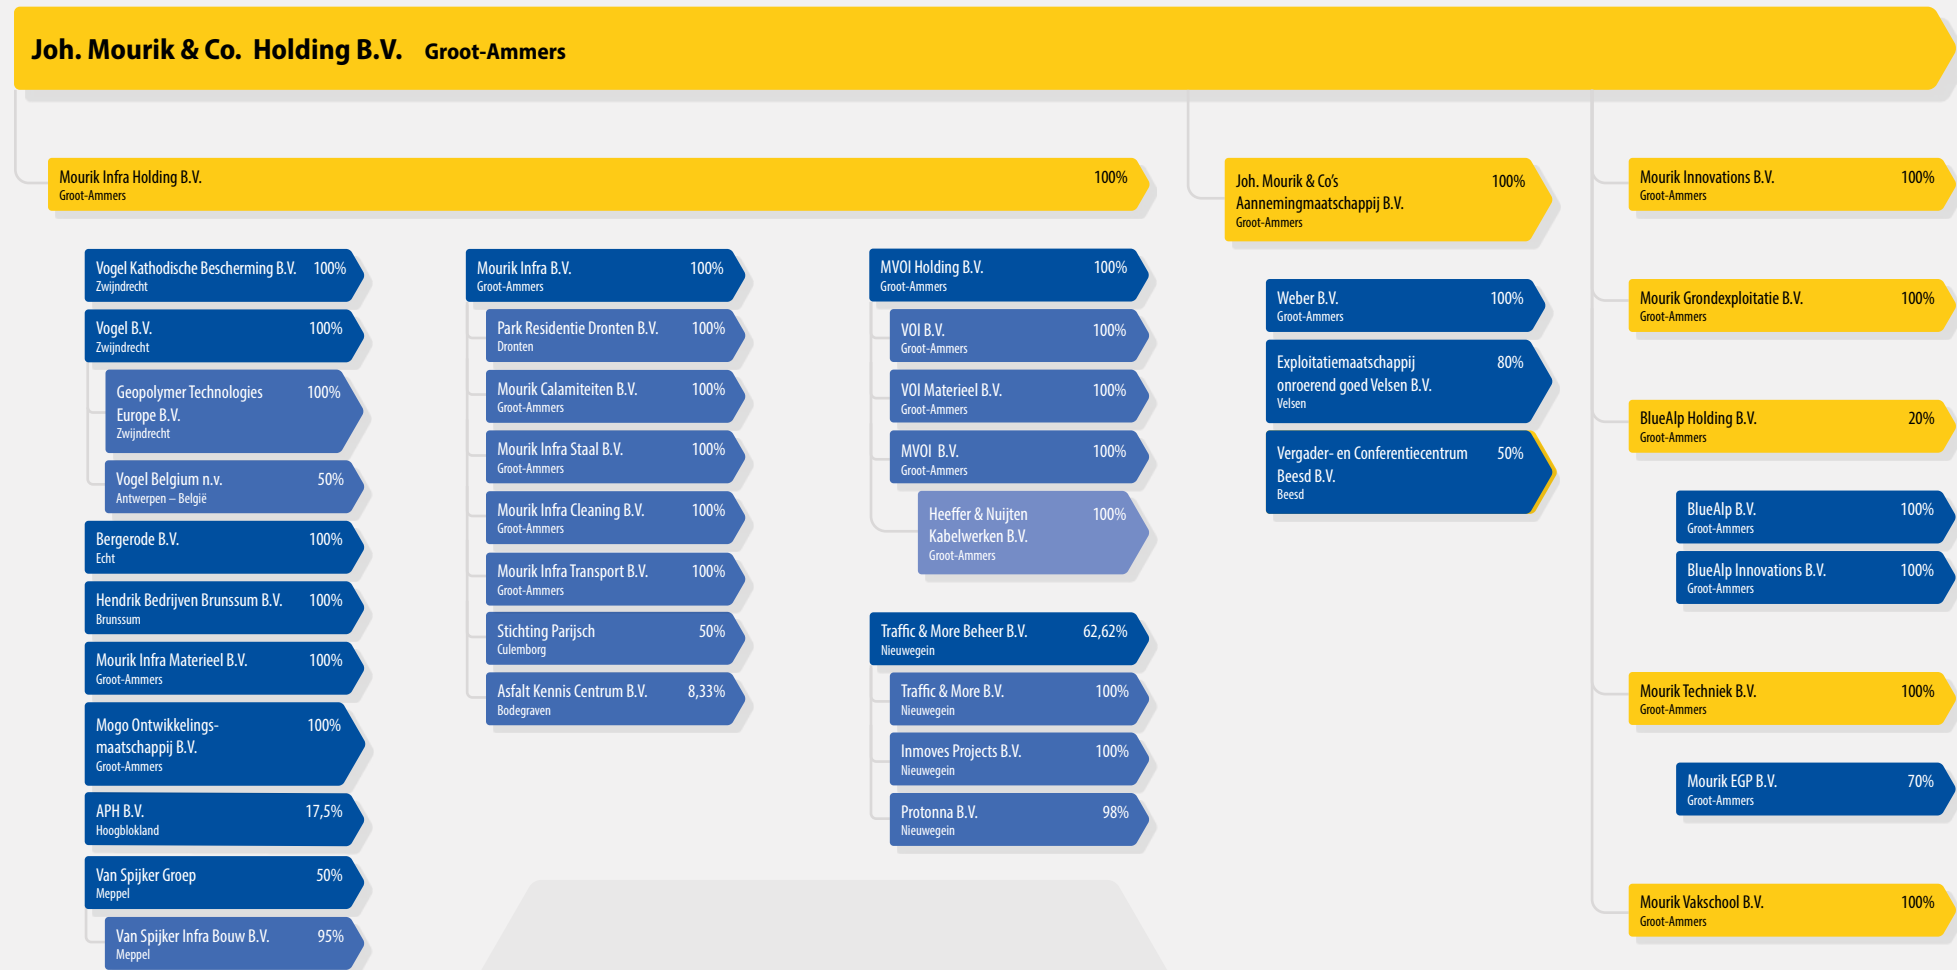 Joh. Mourik & Co. Holding B.V. Groot-Ammers
Mourik Infra Holding B.V. 100%
Groot-Ammers
Vogel Kathodische Bescherming B.V. 100%
Zwijndrecht
Vogel B.V. 100%
Zwijndrecht
Geopolymer Technologies 100%
Europe B.V.
Zwijndrecht
Vogel Belgium n.v. 50%
Antwerpen – België
Bergerode B.V. 100%
Echt
Hendrik Bedrijven Brunssum B.V. 100%
Brunssum
Mourik Infra Materieel B.V. 100%
Groot-Ammers
Mogo Ontwikkelings- 100%
maatschappij B.V.
Groot-Ammers
APH B.V. 17,5%
Hoogblokland
Van Spijker Groep 50%
Meppel
Van Spijker Infra Bouw B.V. 95%
Meppel
Mourik Infra B.V. 100%
Groot-Ammers
Park Residentie Dronten B.V. 100%
Dronten
Mourik Calamiteiten B.V. 100%
Groot-Ammers
Mourik Infra Staal B.V. 100%
Groot-Ammers
Mourik Infra Cleaning B.V. 100%
Groot-Ammers
Mourik Infra Transport B.V. 100%
Groot-Ammers
Stichting Parijsch 50%
Culemborg
Asfalt Kennis Centrum B.V. 8,33%
Bodegraven
MVOI Holding B.V. 100%
Groot-Ammers
VOI B.V. 100%
Groot-Ammers
VOI Materieel B.V. 100%
Groot-Ammers
MVOI B.V. 100%
Groot-Ammers
Heeffer & Nuijten 100%
Kabelwerken B.V.
Groot-Ammers
Traffic & More Beheer B.V. 62,62%
Nieuwegein
Traffic & More B.V. 100%
Nieuwegein
Inmoves Projects B.V. 100%
Nieuwegein
Protonna B.V. 98%
Nieuwegein
Joh. Mourik & Co's 100%
Aannemingmaatschappij B.V.
Groot-Ammers
Weber B.V. 100%
Groot-Ammers
Exploitatiemaatschappij 80%
onroerend goed Velsen B.V.
Velsen
Vergader- en Conferentiecentrum 50%
Beesd B.V.
Beesd
Mourik Innovations B.V. 100%
Groot-Ammers
Mourik Grondexploitatie B.V. 100%
Groot-Ammers
BlueAlp Holding B.V. 20%
Groot-Ammers
BlueAlp B.V. 100%
Groot-Ammers
BlueAlp Innovations B.V. 100%
Groot-Ammers
Mourik Techniek B.V. 100%
Groot-Ammers
Mourik EGP B.V. 70%
Groot-Ammers
Mourik Vakschool B.V. 100%
Groot-Ammers